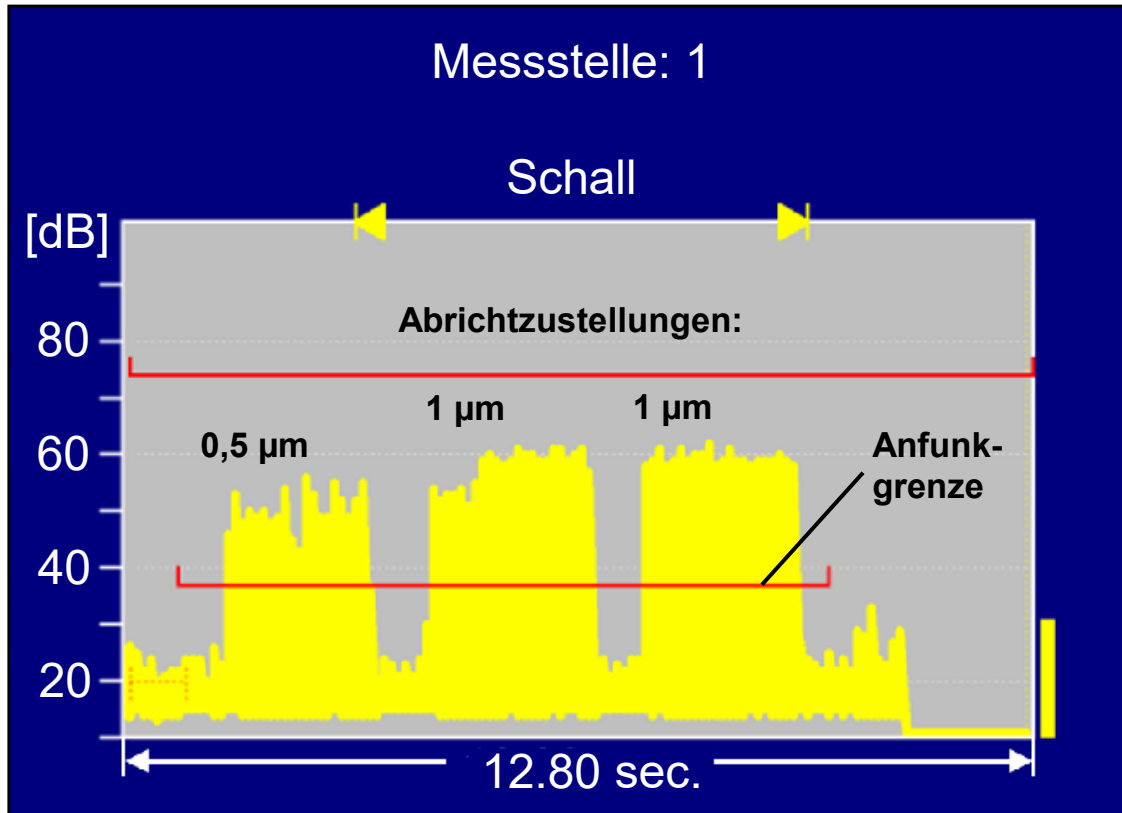 Messstelle: 1
Schall
[dB]
Abrichtzustellungen:
80
1 µm
1 µm
0,5 µm
60
Anfunk-
grenze
40
20
12.80 sec.